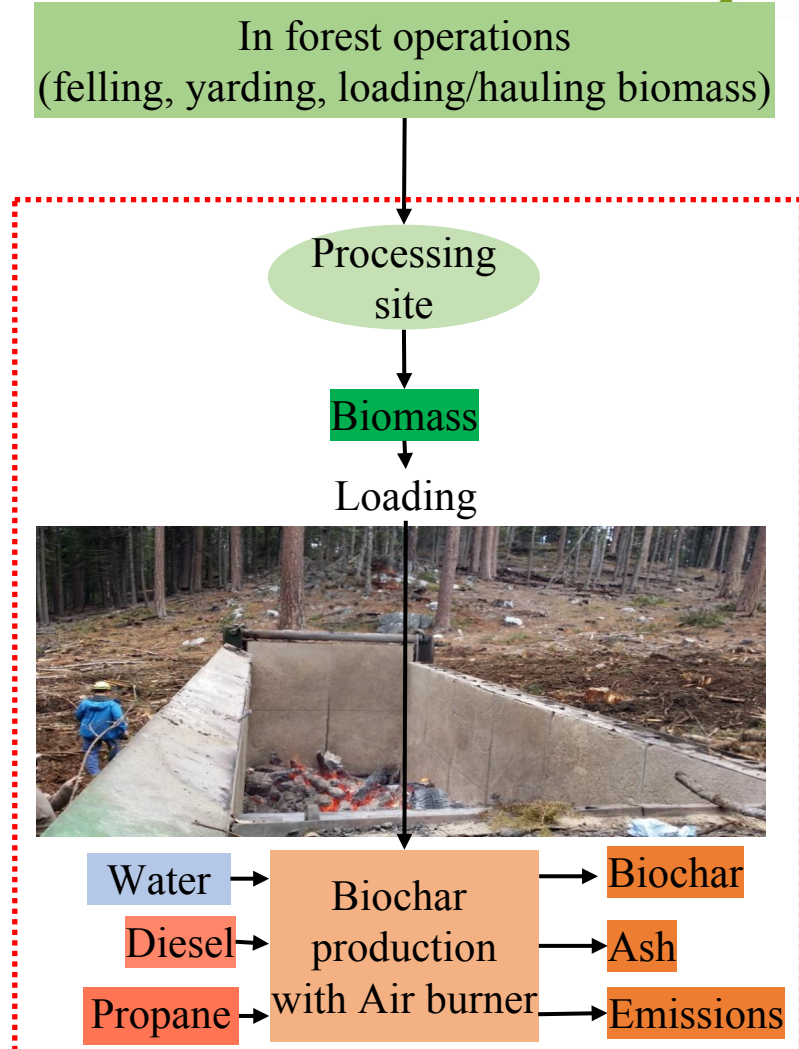 In forest operations
(felling, yarding, loading/hauling biomass)
Processing
site
Biomass
Loading
Water
Diesel
Propane
Biochar
production
with Air burner
Biochar
Ash
Emissions